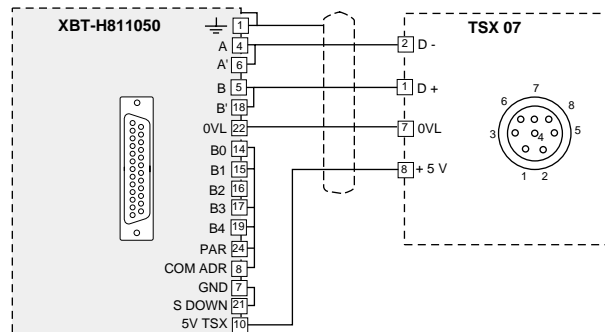 XBT-H811050
TSX 07
1
A 4
A' 6
B 5
B' 18
0VL 22
B0 14
B1 15
B2 16
B3 17
B4 19
PAR 24
COM ADR 8
GND 7
S DOWN 21
5V TSX 10
2 D -
1 D +
7 0VL
8 + 5 V
7
6 8
3 4 5
1 2